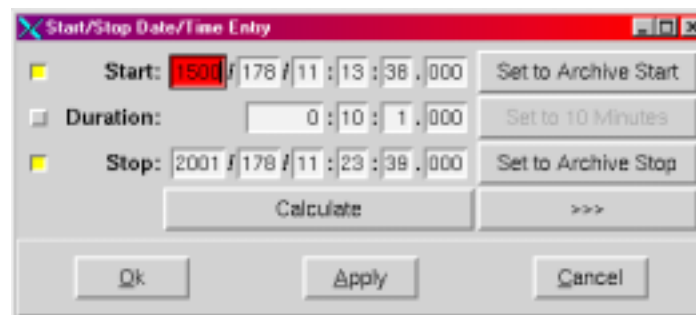 Start/Stop Date/Time Entry
Start: 1500/178/11:13:38.000 Set to Archive Start
Duration: 0:10:1.000 Set to 10 Minutes
Stop: 2001/178/11:23:39.000 Set to Archive Stop
Calculate >>>
Ok Apply Cancel